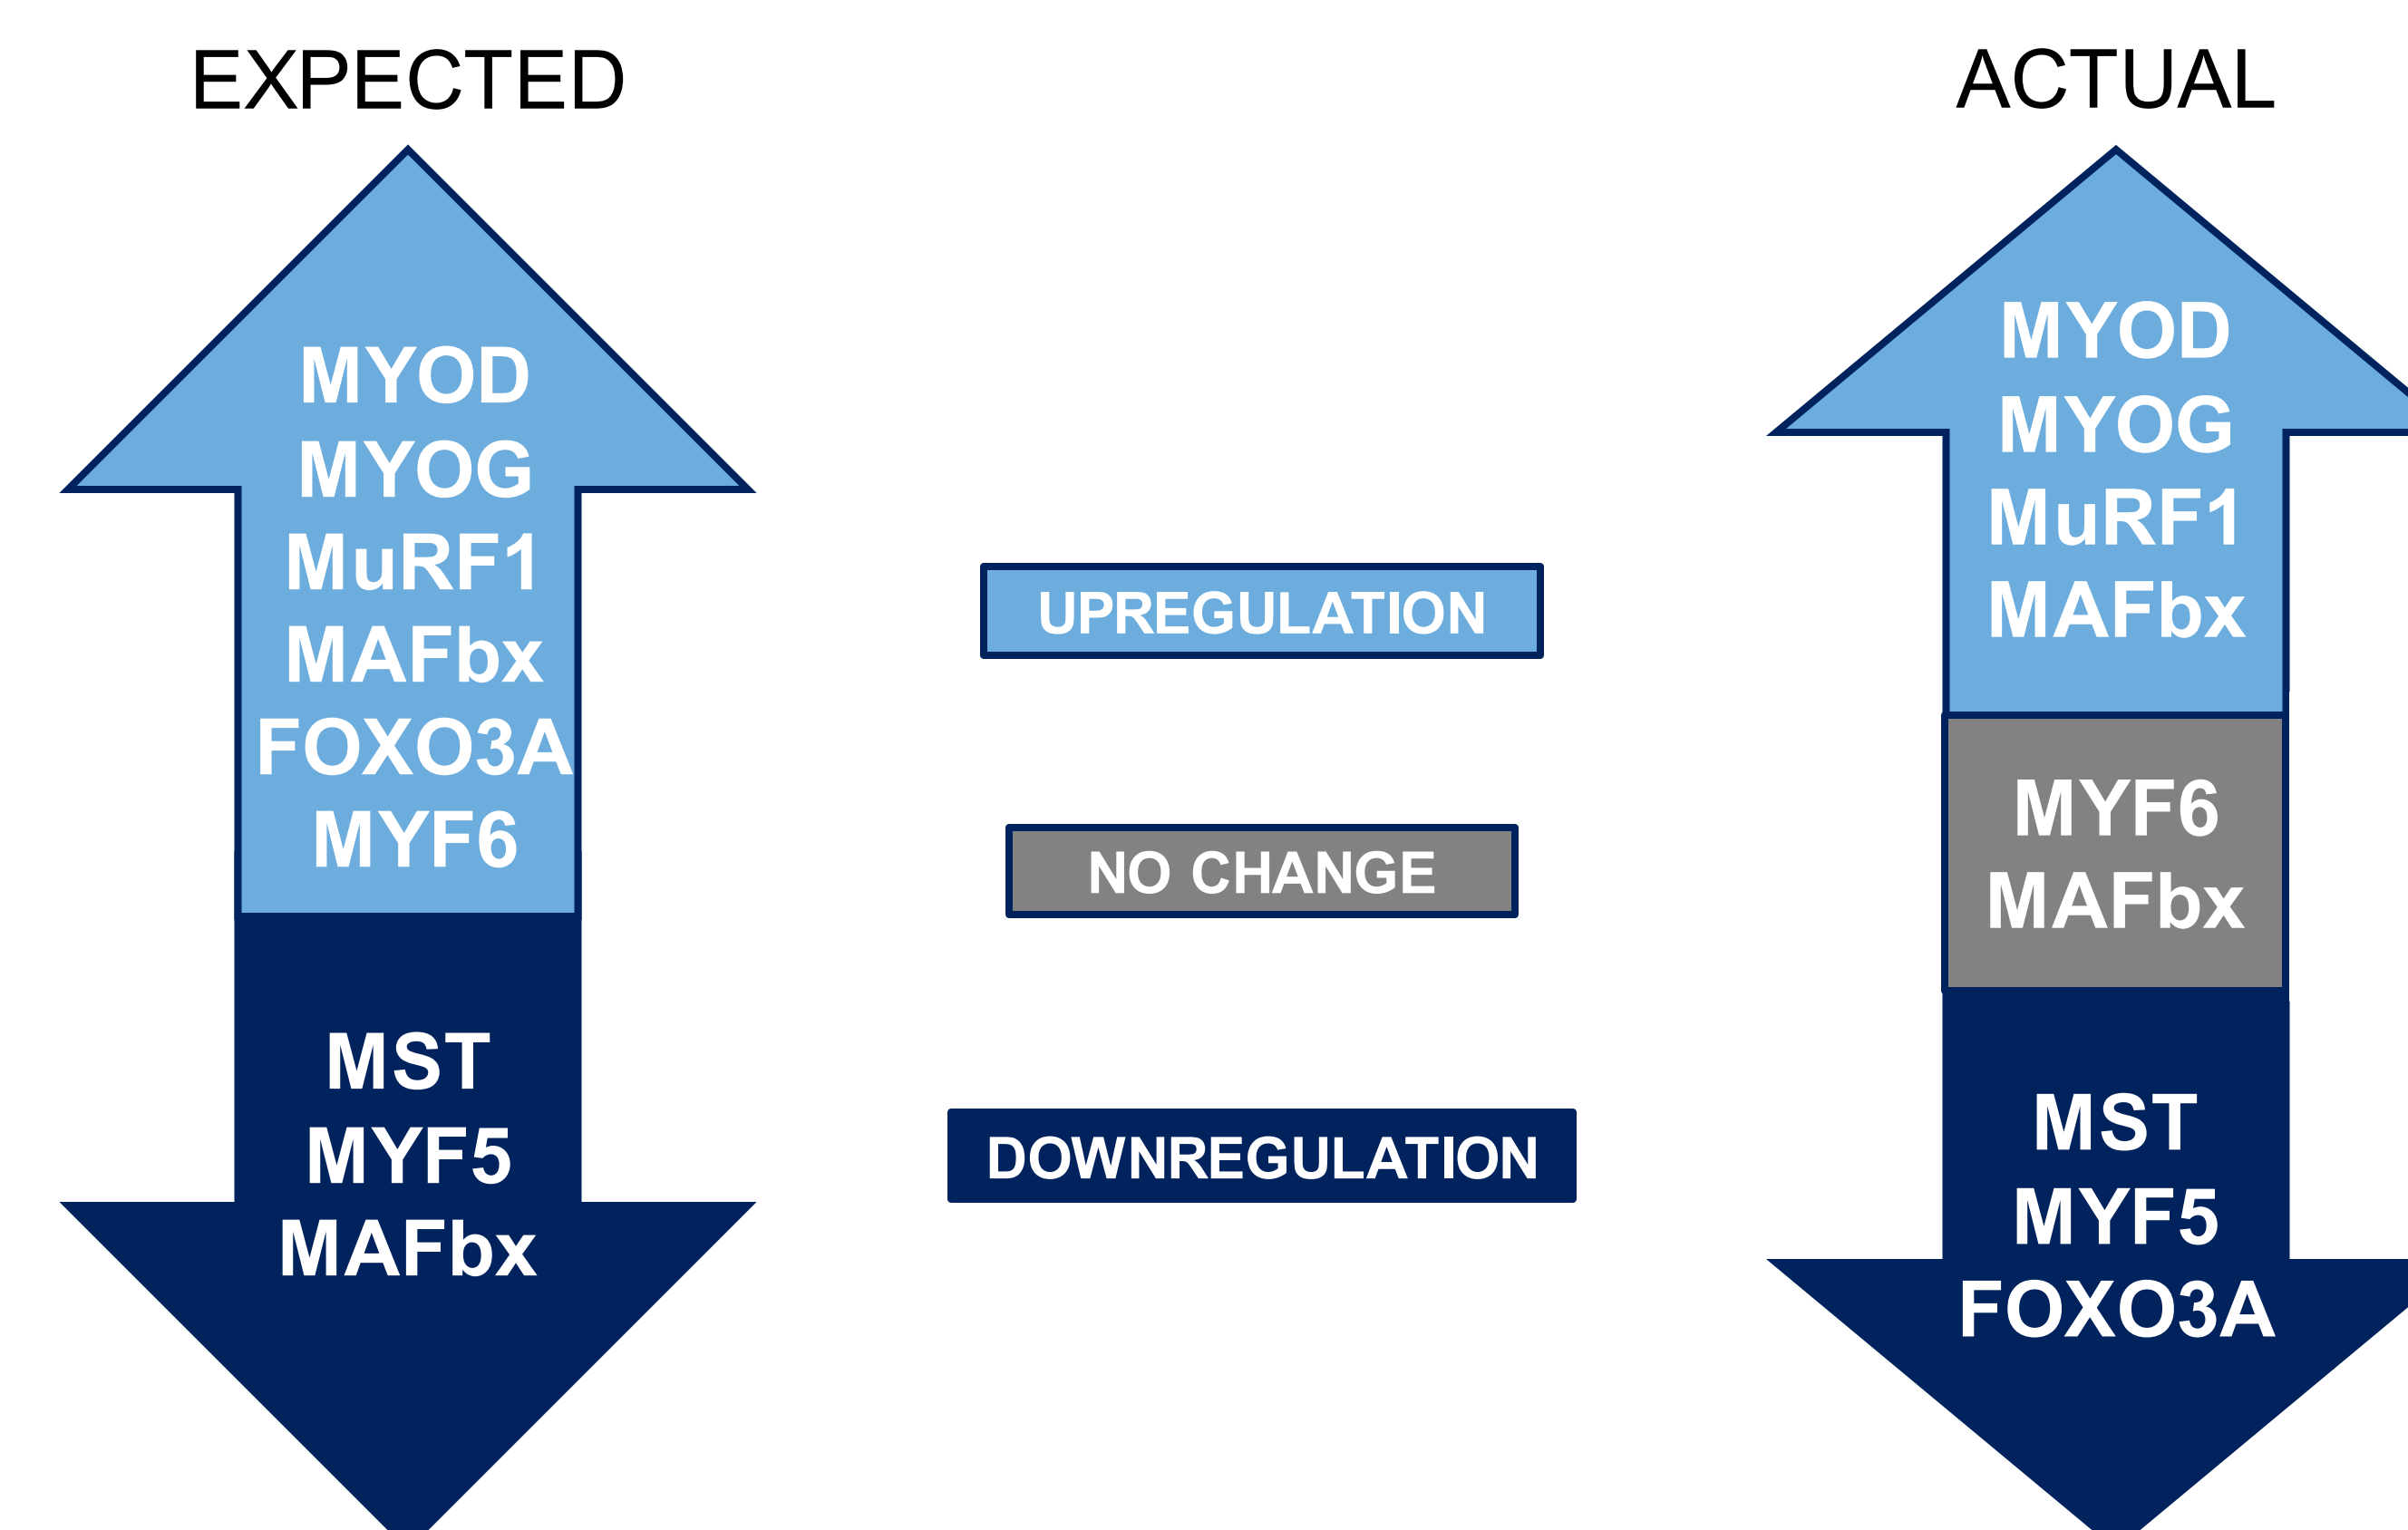 EXPECTED
MYOD
MYOG
MuRF1
MAFbx
FOXO3A
MYF6
MST
MYF5
MAFbx
UPREGULATION
NO CHANGE
DOWNREGULATION
ACTUAL
MYOD
MYOG
MuRF1
MAFbx
MYF6
MAFbx
MST
MYF5
FOXO3A